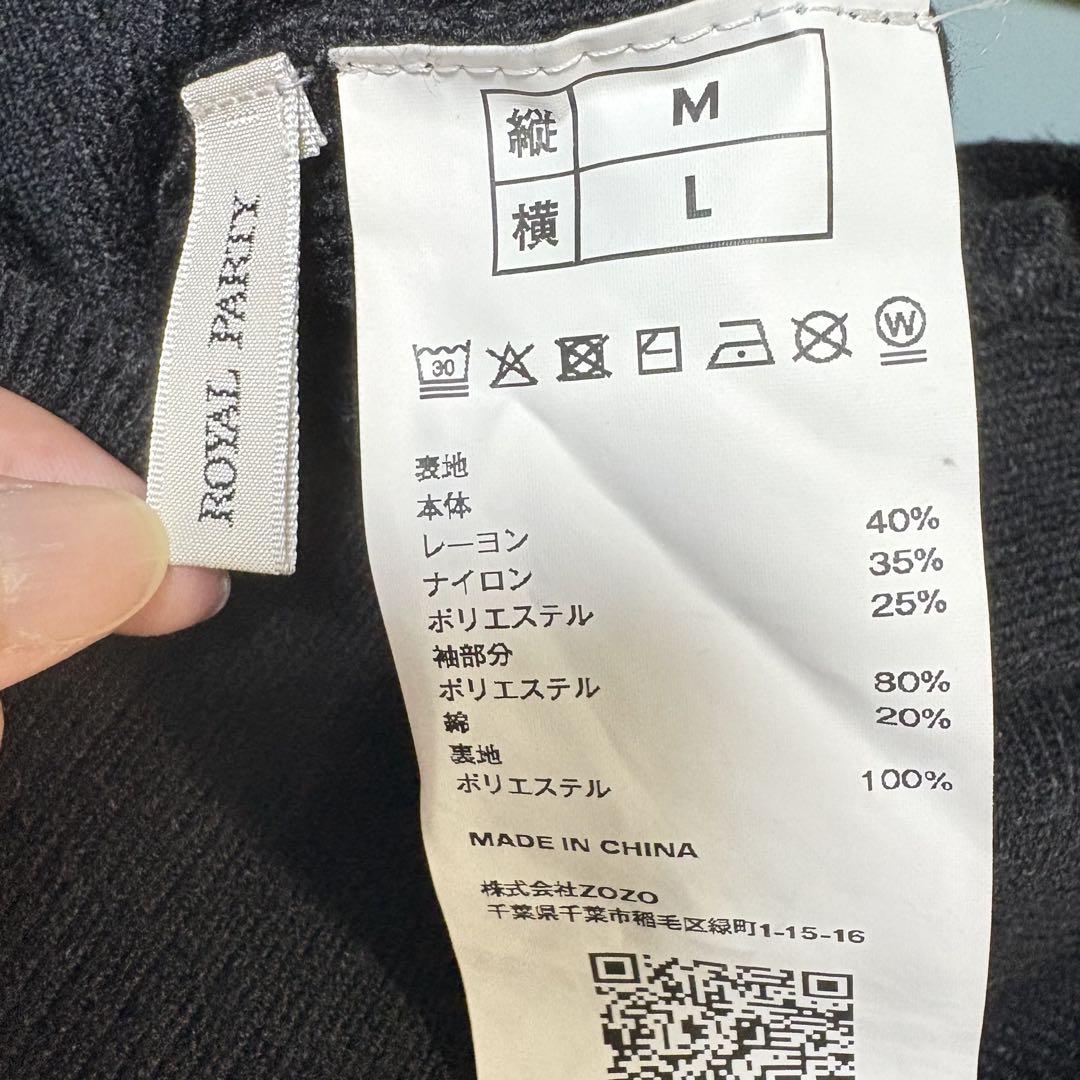 ROYAL PARTY
縦 M
横 L
30
W
表地
本体
レーヨン 40%
ナイロン 35%
ポリエステル 25%
袖部分
ポリエステル 80%
綿 20%
裏地
ポリエステル 100%
MADE IN CHINA
株式会社ZOZO
千葉県千葉市稲毛区緑町1-15-16